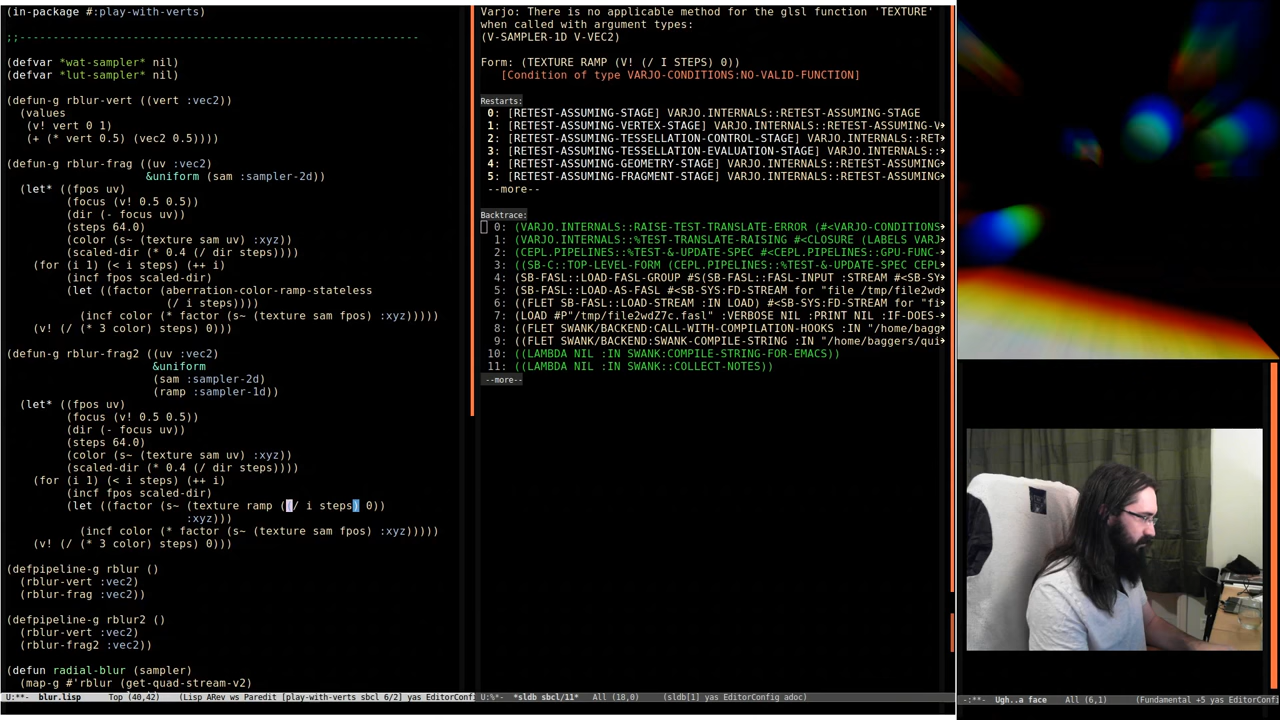 (in-package #:play-with-verts)
;;------------------------------------------------------------
(defvar *wat-sampler* nil)
(defvar *lut-sampler* nil)
(defun-g rblur-vert ((vert :vec2))
(values
(v! vert 0 1)
(+ (* vert 0.5) (vec2 0.5))))
(defun-g rblur-frag ((uv :vec2)
&uniform (sam :sampler-2d))
(let* ((fpos uv)
(focus (v! 0.5 0.5))
(dir (- focus uv))
(steps 64.0)
(color (s~ (texture sam uv) :xyz))
(scaled-dir (* 0.4 (/ dir steps))))
(for (i 1) (< i steps) (++ i)
(incf fpos scaled-dir)
(let ((factor (aberration-color-ramp-stateless
(/ i steps))))
(incf color (* factor (s~ (texture sam fpos) :xyz)))))
(v! (/ (* 3 color) steps) 0)))
(defun-g rblur-frag2 ((uv :vec2)
&uniform
(sam :sampler-2d)
(ramp :sampler-1d))
(let* ((fpos uv)
(focus (v! 0.5 0.5))
(dir (- focus uv))
(steps 64.0)
(color (s~ (texture sam uv) :xyz))
(scaled-dir (* 0.4 (/ dir steps))))
(for (i 1) (< i steps) (++ i)
(incf fpos scaled-dir)
(let ((factor (s~ (texture ramp ((/ i steps) 0))
:xyz)))
(incf color (* factor (s~ (texture sam fpos) :xyz)))))
(v! (/ (* 3 color) steps) 0)))
(defpipeline-g rblur ()
(rblur-vert :vec2)
(rblur-frag :vec2))
(defpipeline-g rblur2 ()
(rblur-vert :vec2)
(rblur-frag2 :vec2))
(defun radial-blur (sampler)
(map-g #'rblur (get-quad-stream-v2)
U:**- blur.lisp Top (40,42) (Lisp ARev ws Paredit [play-with-verts sbcl 6/2] yas EditorConfi
Varjo: There is no applicable method for the glsl function 'TEXTURE'
when called with argument types:
(V-SAMPLER-1D V-VEC2)
Form: (TEXTURE RAMP (V! (/ I STEPS) 0))
[Condition of type VARJO-CONDITIONS:NO-VALID-FUNCTION]
Restarts:
0: [RETEST-ASSUMING-STAGE] VARJO.INTERNALS::RETEST-ASSUMING-STAGE
1: [RETEST-ASSUMING-VERTEX-STAGE] VARJO.INTERNALS::RETEST-ASSUMING-V
2: [RETEST-ASSUMING-TESSELLATION-CONTROL-STAGE] VARJO.INTERNALS::RET
3: [RETEST-ASSUMING-TESSELLATION-EVALUATION-STAGE] VARJO.INTERNALS::
4: [RETEST-ASSUMING-GEOMETRY-STAGE] VARJO.INTERNALS::RETEST-ASSUMING
5: [RETEST-ASSUMING-FRAGMENT-STAGE] VARJO.INTERNALS::RETEST-ASSUMING
--more--
Backtrace:
0: (VARJO.INTERNALS::RAISE-TEST-TRANSLATE-ERROR (#<VARJO-CONDITIONS
1: (VARJO.INTERNALS::%TEST-TRANSLATE-RAISING #<CLOSURE (LABELS VARJ
2: (CEPL.PIPELINES::%TEST-&-UPDATE-SPEC #<CEPL.PIPELINES::GPU-FUNC-
3: ((SB-C::TOP-LEVEL-FORM (CEPL.PIPELINES::%TEST-&-UPDATE-SPEC CEPL
4: (SB-FASL::LOAD-FASL-GROUP #S(SB-FASL::FASL-INPUT :STREAM #<SB-SY
5: (SB-FASL::LOAD-AS-FASL #<SB-SYS:FD-STREAM for "file /tmp/file2wd
6: ((FLET SB-FASL::LOAD-STREAM :IN LOAD) #<SB-SYS:FD-STREAM for "fi
7: (LOAD #P"/tmp/file2wdZ7c.fasl" :VERBOSE NIL :PRINT NIL :IF-DOES-
8: ((FLET SWANK/BACKEND:CALL-WITH-COMPILATION-HOOKS :IN "/home/bagg
9: ((FLET SWANK/BACKEND:SWANK-COMPILE-STRING :IN "/home/baggers/qui
10: ((LAMBDA NIL :IN SWANK:COMPILE-STRING-FOR-EMACS))
11: ((LAMBDA NIL :IN SWANK::COLLECT-NOTES))
--more--
U:%*- *sldb sbcl/11* All (18,0) (sldb[1] yas EditorConfig adoc)
-:**- Ugh..a face All (6,1) (Fundamental +5 yas EditorConfi